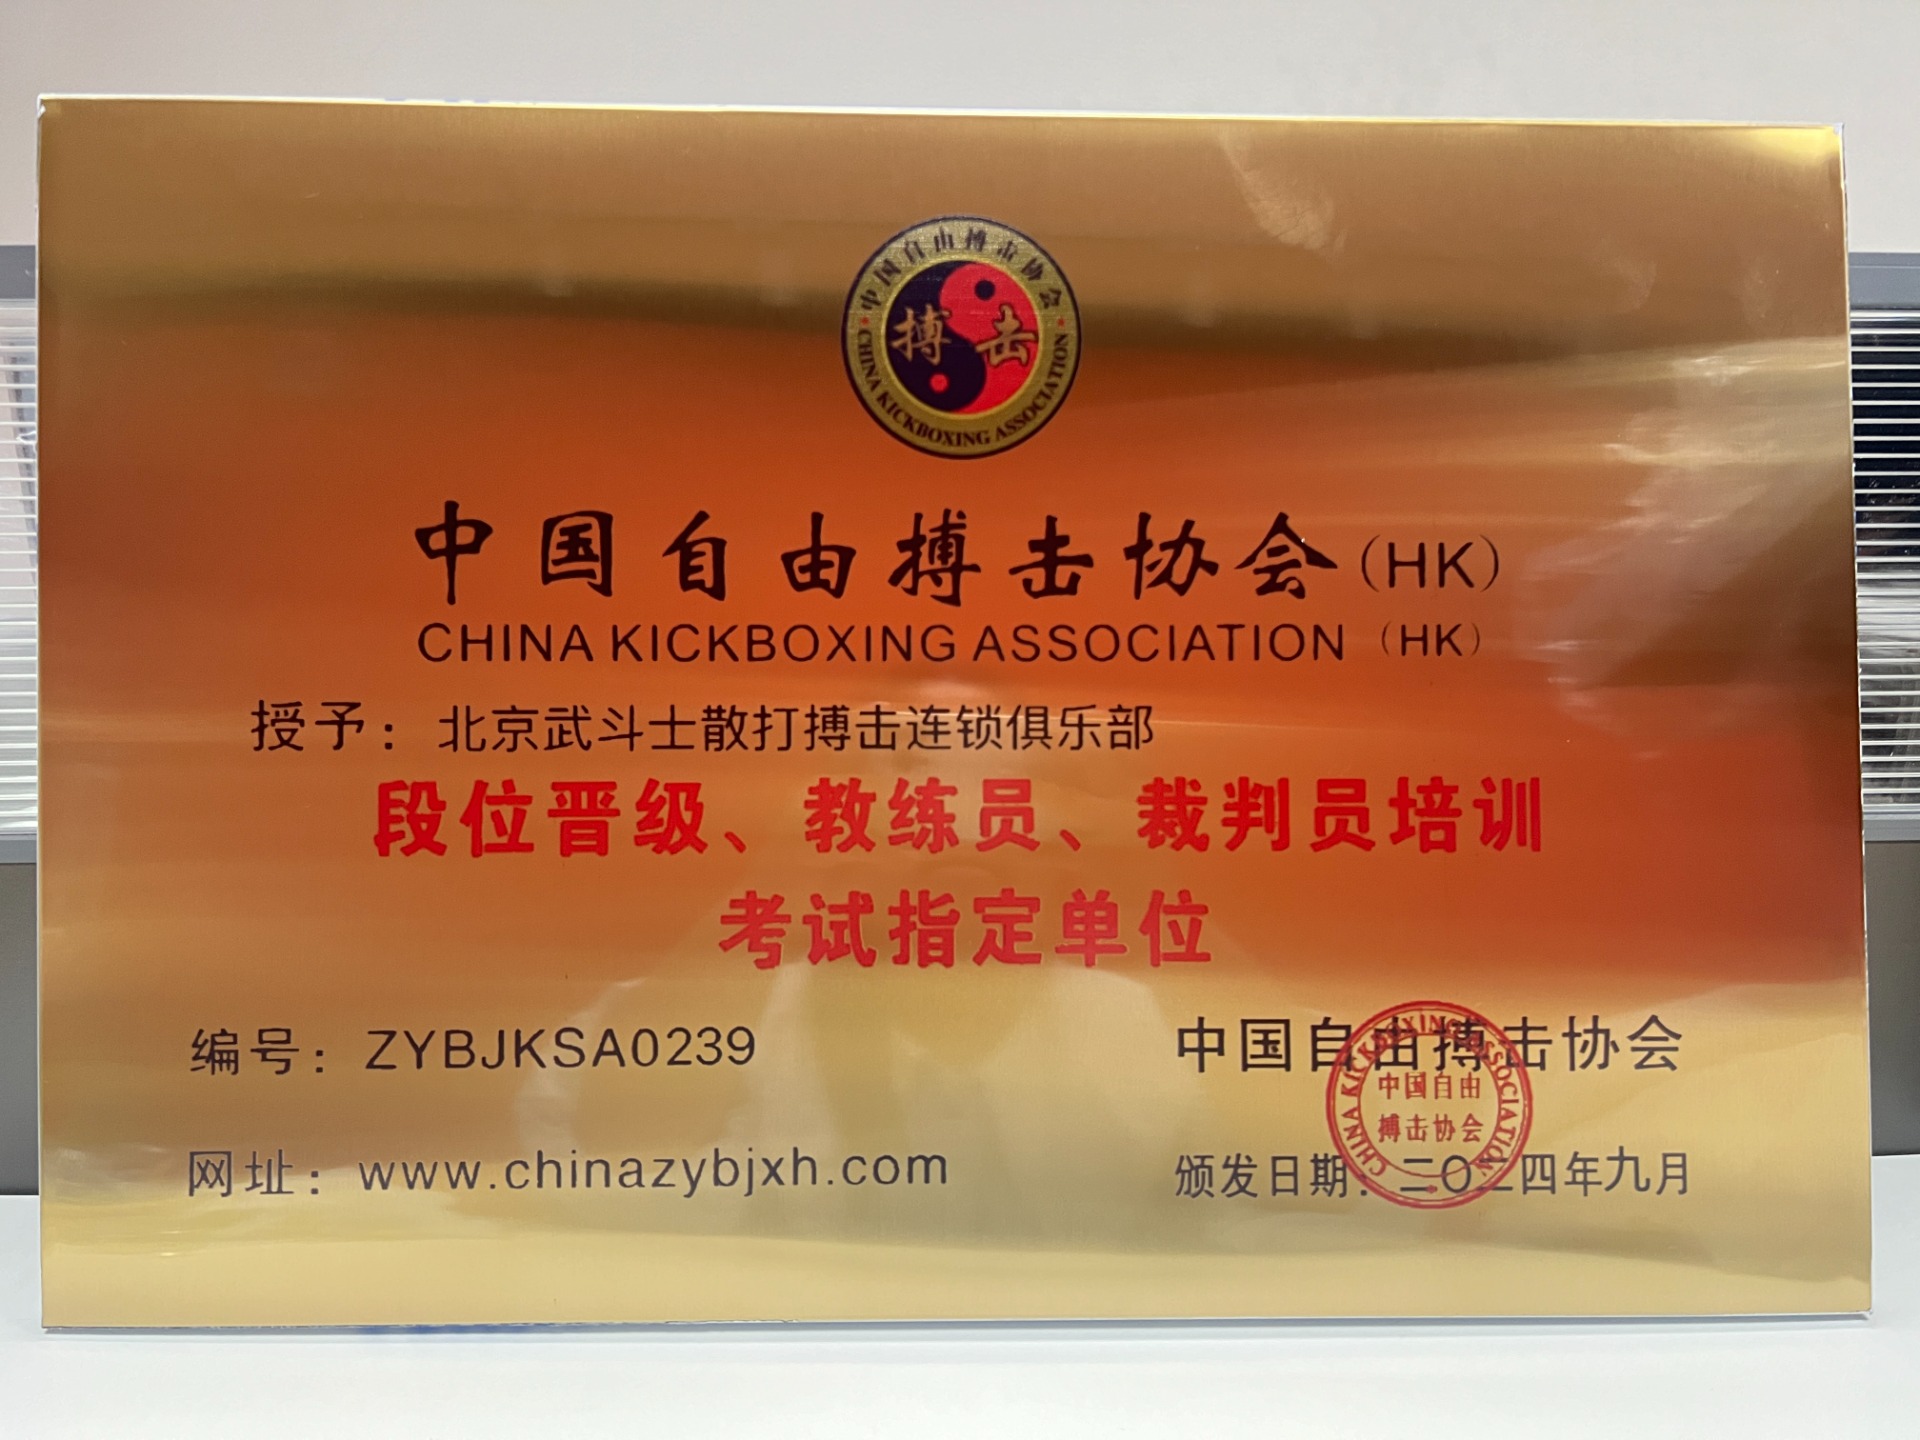 中国自由搏击协会
搏击
CHINA KICKBOXING ASSOCIATION
中国自由搏击协会(HK)
CHINA KICKBOXING ASSOCIATION (HK)
授予：北京武斗士散打搏击连锁俱乐部
段位晋级、教练员、裁判员培训
考试指定单位
编号：ZYBJKSA0239
中国自由搏击协会
CHINA KICKBOXING ASSOCIATION
中国自由
搏击协会
网址：www.chinazybjxh.com
颁发日期：二〇二四年九月